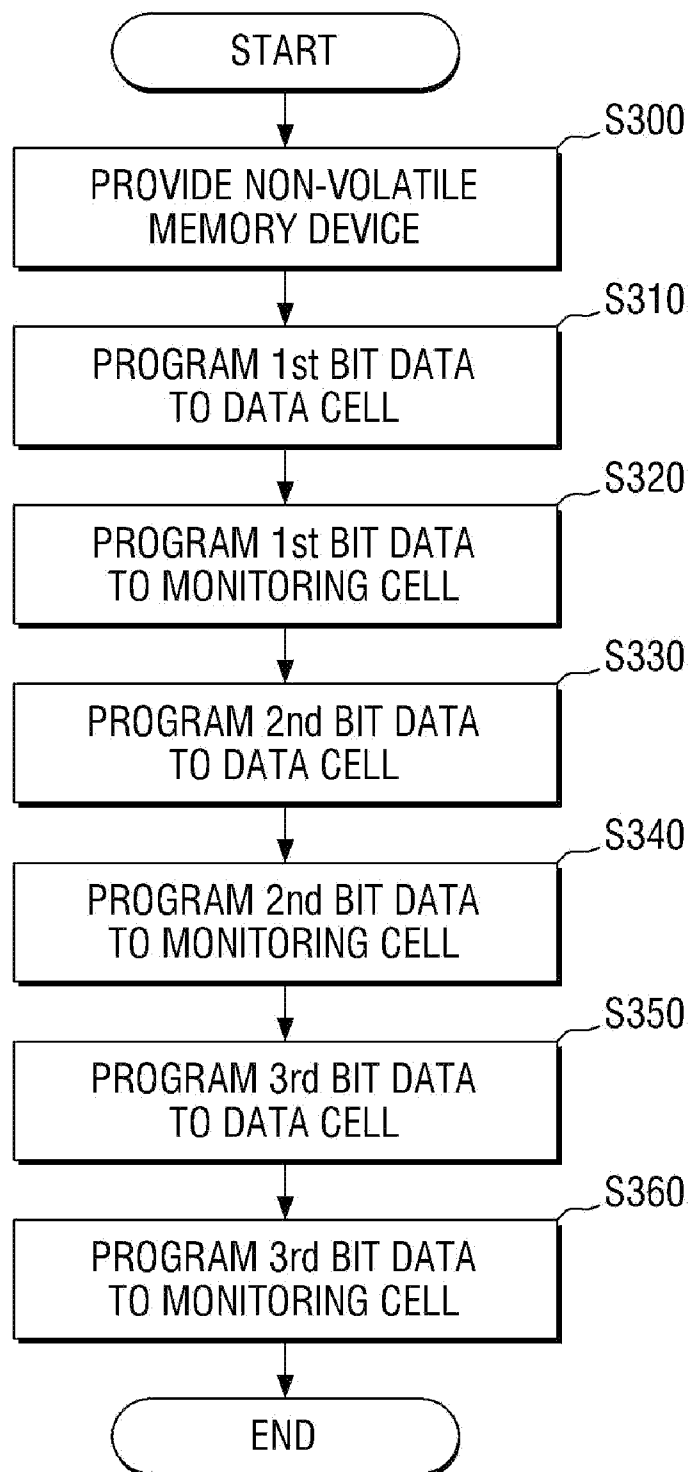 START
S300
PROVIDE NON-VOLATILE
MEMORY DEVICE
S310
PROGRAM 1st BIT DATA
TO DATA CELL
S320
PROGRAM 1st BIT DATA
TO MONITORING CELL
S330
PROGRAM 2nd BIT DATA
TO DATA CELL
S340
PROGRAM 2nd BIT DATA
TO MONITORING CELL
S350
PROGRAM 3rd BIT DATA
TO DATA CELL
S360
PROGRAM 3rd BIT DATA
TO MONITORING CELL
END